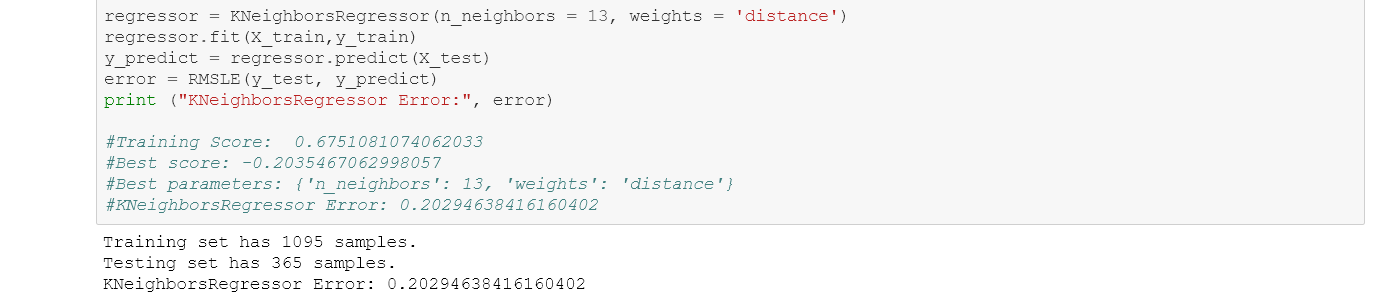 regressor = KNeighborsRegressor(n_neighbors = 13, weights = 'distance')
regressor.fit(X_train,y_train)
y_predict = regressor.predict(X_test)
error = RMSLE(y_test, y_predict)
print ("KNeighborsRegressor Error:", error)
#Training Score:  0.6751081074062033
#Best score: -0.2035467062998057
#Best parameters: {'n_neighbors': 13, 'weights': 'distance'}
#KNeighborsRegressor Error: 0.20294638416160402
Training set has 1095 samples.
Testing set has 365 samples.
KNeighborsRegressor Error: 0.20294638416160402